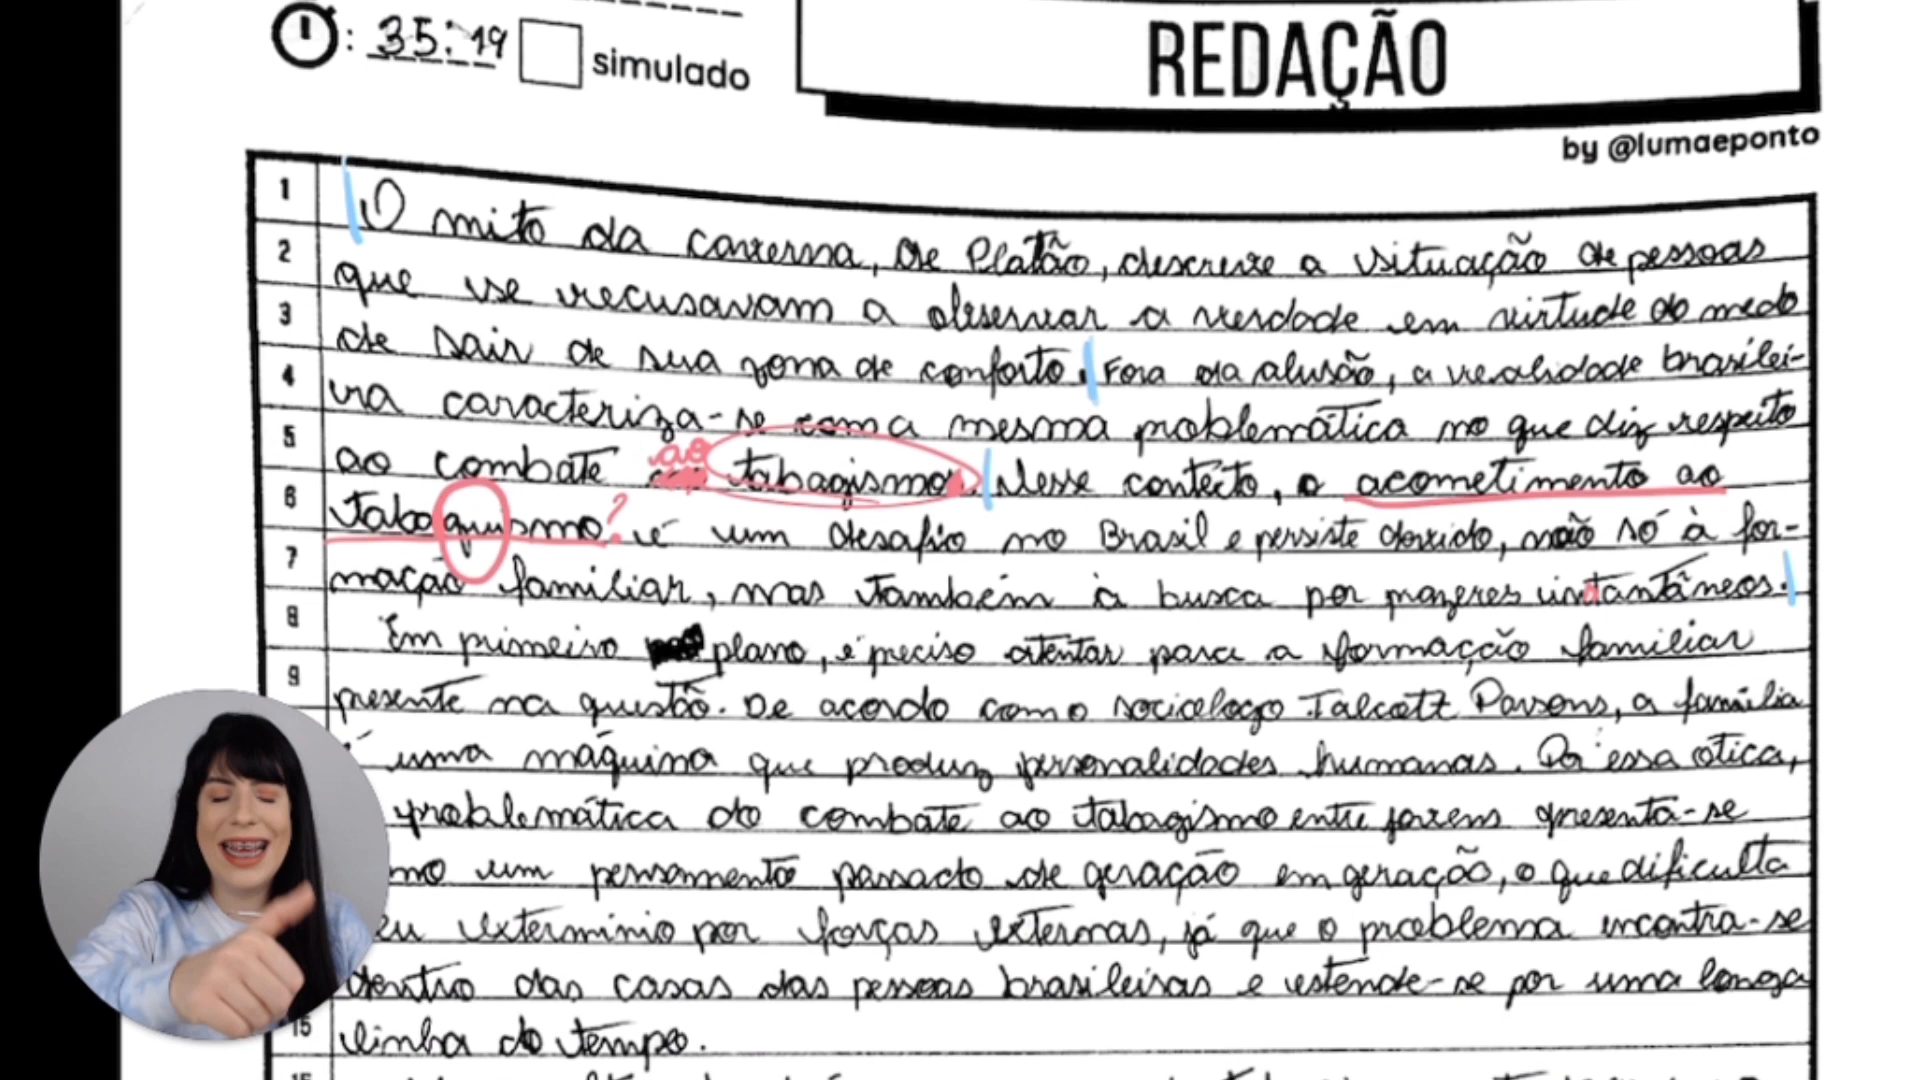 : 35:19
simulado
REDAÇÃO
by @lumaeponto
1 O mito da caverna, de Platão, descreve a situação de pessoas
2 que se recusavam a observar a verdade em virtude do medo
3 de sair de sua zona de conforto. Fora da alusão, a realidade brasilei-
4 ra caracteriza-se com a mesma problemática no que diz respeito
5 ao combate ao tabagismo. Nesse contexto, o acometimento ao
6 tabaquismo? é um desafio no Brasil e persiste devido, não só à for-
7 mação familiar, mas também à busca por prazeres instantâneos.
8 Em primeiro plano, é preciso atentar para a formação familiar
9 presente na questão. De acordo com o sociologo Talcott Parsons, a família
é uma máquina que produz personalidades humanas. Por essa otica,
problemática do combate ao tabagismo entre jovens apresenta-se
mo um pensamento passado de geração em geração, o que dificulta
eu extermínio por forças externas, já que o problema encontra-se
dentro das casas das pessoas brasileiras e estende-se por uma longa
15 linha do tempo.